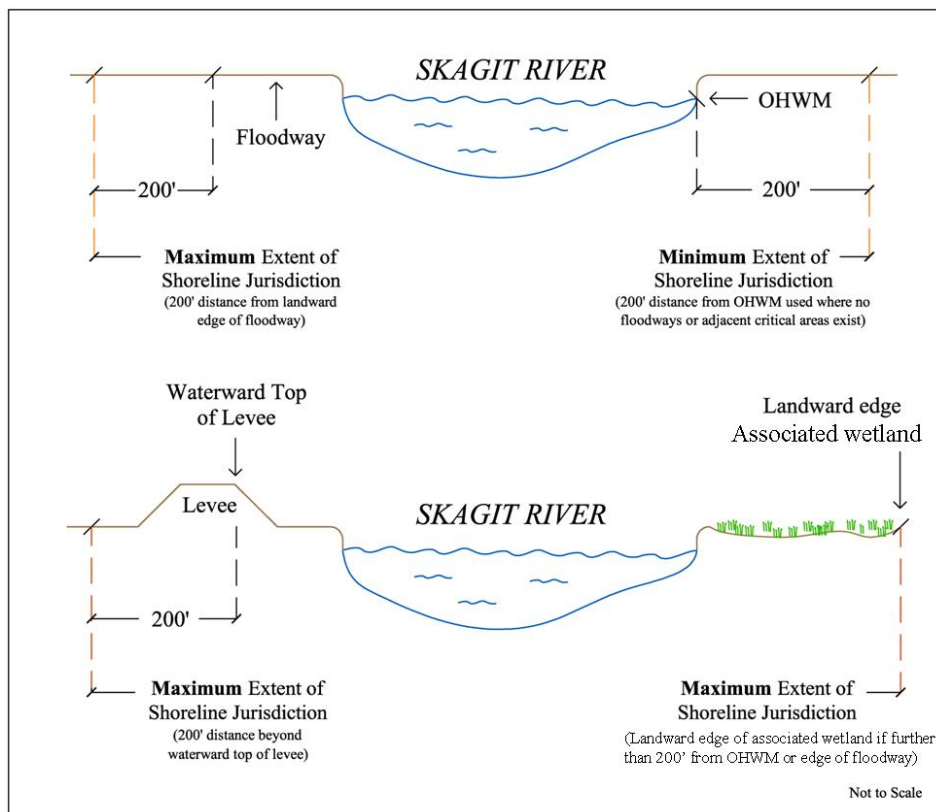 SKAGIT RIVER
OHWM
Floodway
200'
200'
Maximum Extent of
Shoreline Jurisdiction
(200' distance from landward
edge of floodway)
Minimum Extent of
Shoreline Jurisdiction
(200' distance from OHWM used where no
floodways or adjacent critical areas exist)
Waterward Top
of Levee
Landward edge
Associated wetland
Levee
SKAGIT RIVER
200'
Maximum Extent of
Shoreline Jurisdiction
(200' distance beyond
waterward top of levee)
Maximum Extent of
Shoreline Jurisdiction
(Landward edge of associated wetland if further
than 200’ from OHWM or edge of floodway)
Not to Scale